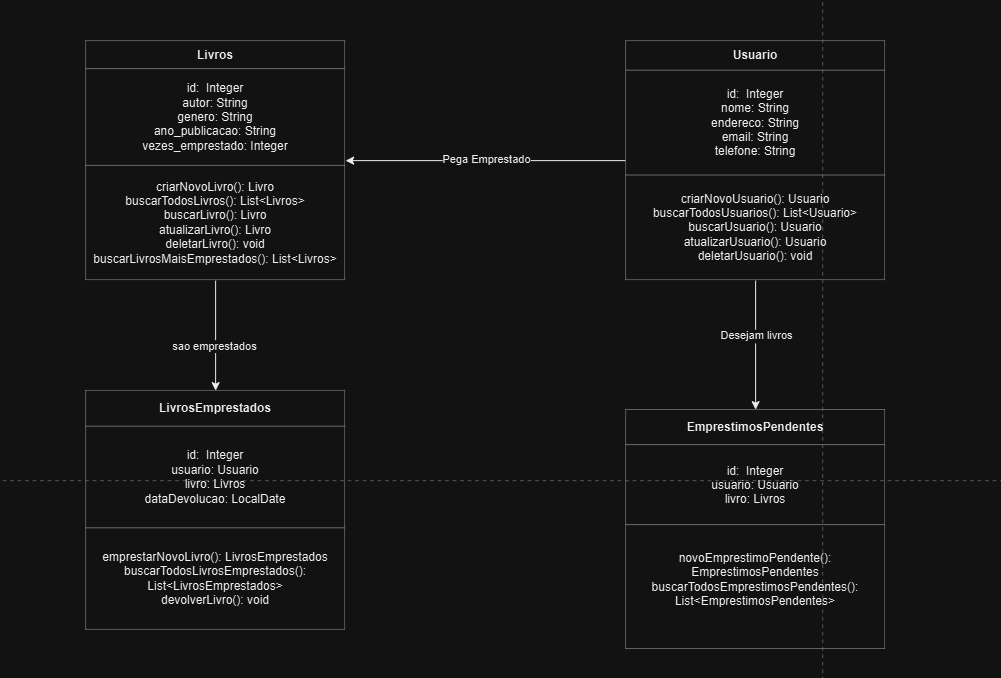 Livros
id:  Integer
autor: String
genero: String
ano_publicacao: String
vezes_emprestado: Integer
criarNovoLivro(): Livro
buscarTodosLivros(): List<Livros>
buscarLivro(): Livro
atualizarLivro(): Livro
deletarLivro(): void
buscarLivrosMaisEmprestados(): List<Livros>
Pega Emprestado
Usuario
id:  Integer
nome: String
endereco: String
email: String
telefone: String
criarNovoUsuario(): Usuario
buscarTodosUsuarios(): List<Usuario>
buscarUsuario(): Usuario
atualizarUsuario(): Usuario
deletarUsuario(): void
sao emprestados
Desejam livros
LivrosEmprestados
id:  Integer
usuario: Usuario
livro: Livros
dataDevolucao: LocalDate
emprestarNovoLivro(): LivrosEmprestados
buscarTodosLivrosEmprestados():
List<LivrosEmprestados>
devolverLivro(): void
EmprestimosPendentes
id:  Integer
usuario: Usuario
livro: Livros
novoEmprestimoPendente():
EmprestimosPendentes
buscarTodosEmprestimosPendentes():
List<EmprestimosPendentes>